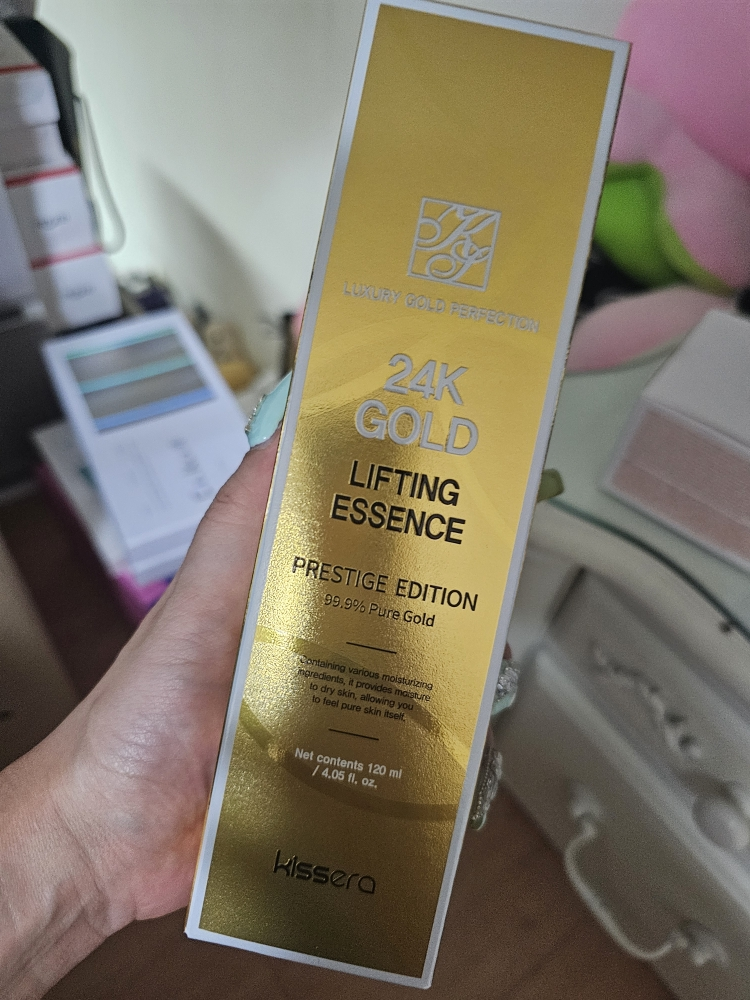 LUXURY GOLD PERFECTION
24K
GOLD
LIFTING
ESSENCE
PRESTIGE EDITION
99.9% Pure Gold
Containing various moisturizing
ingredients, it provides moisture
to dry skin, allowing you
to feel pure skin itself.
Net contents 120 ml
/ 4.05 fl. oz.
kissera